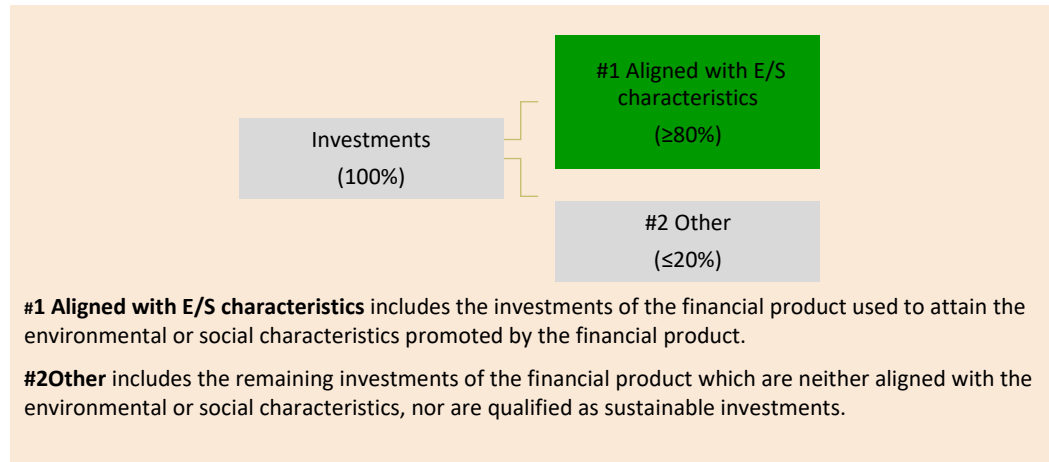 #1 Aligned with E/S
characteristics
(≥80%)
Investments
(100%)
#2 Other
(≤20%)
#1 Aligned with E/S characteristics includes the investments of the financial product used to attain the
environmental or social characteristics promoted by the financial product.
#2Other includes the remaining investments of the financial product which are neither aligned with the
environmental or social characteristics, nor are qualified as sustainable investments.